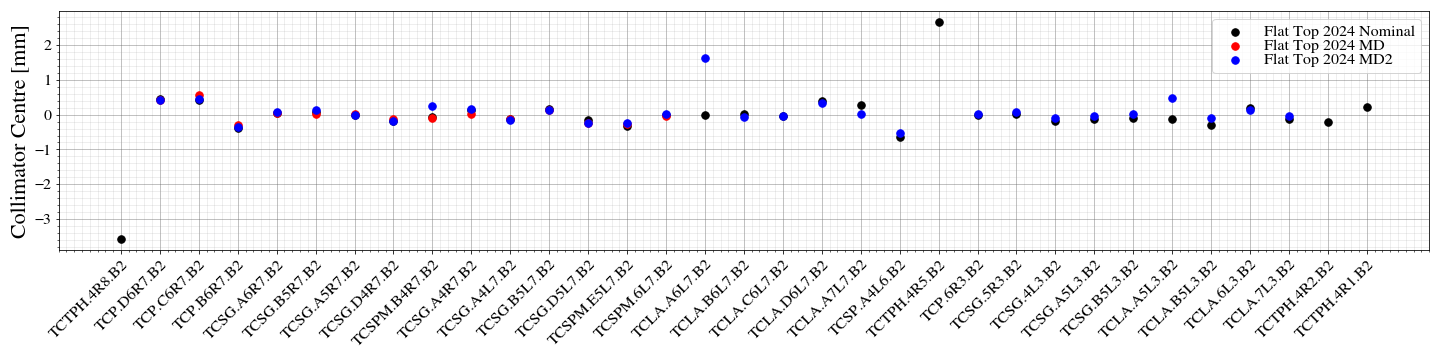 Collimator Centre [mm]
2
1
0
−1
−2
−3
Flat Top 2024 Nominal
Flat Top 2024 MD
Flat Top 2024 MD2
TCTPH.4R8.B2
TCP.D6R7.B2
TCP.C6R7.B2
TCP.B6R7.B2
TCSG.A6R7.B2
TCSG.B5R7.B2
TCSG.A5R7.B2
TCSG.D4R7.B2
TCSPM.B4R7.B2
TCSG.A4R7.B2
TCSG.A4L7.B2
TCSG.B5L7.B2
TCSG.D5L7.B2
TCSPM.E5L7.B2
TCSPM.6L7.B2
TCLA.A6L7.B2
TCLA.B6L7.B2
TCLA.C6L7.B2
TCLA.D6L7.B2
TCLA.A7L7.B2
TCSP.A4L6.B2
TCTPH.4R5.B2
TCP.6R3.B2
TCSG.5R3.B2
TCSG.4L3.B2
TCSG.A5L3.B2
TCSG.B5L3.B2
TCLA.A5L3.B2
TCLA.B5L3.B2
TCLA.6L3.B2
TCLA.7L3.B2
TCTPH.4R2.B2
TCTPH.4R1.B2